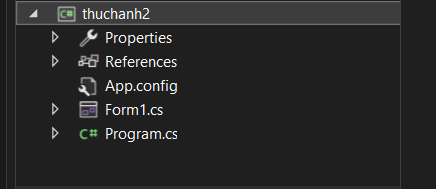 thuchanh2
Properties
References
App.config
Form1.cs
C# Program.cs